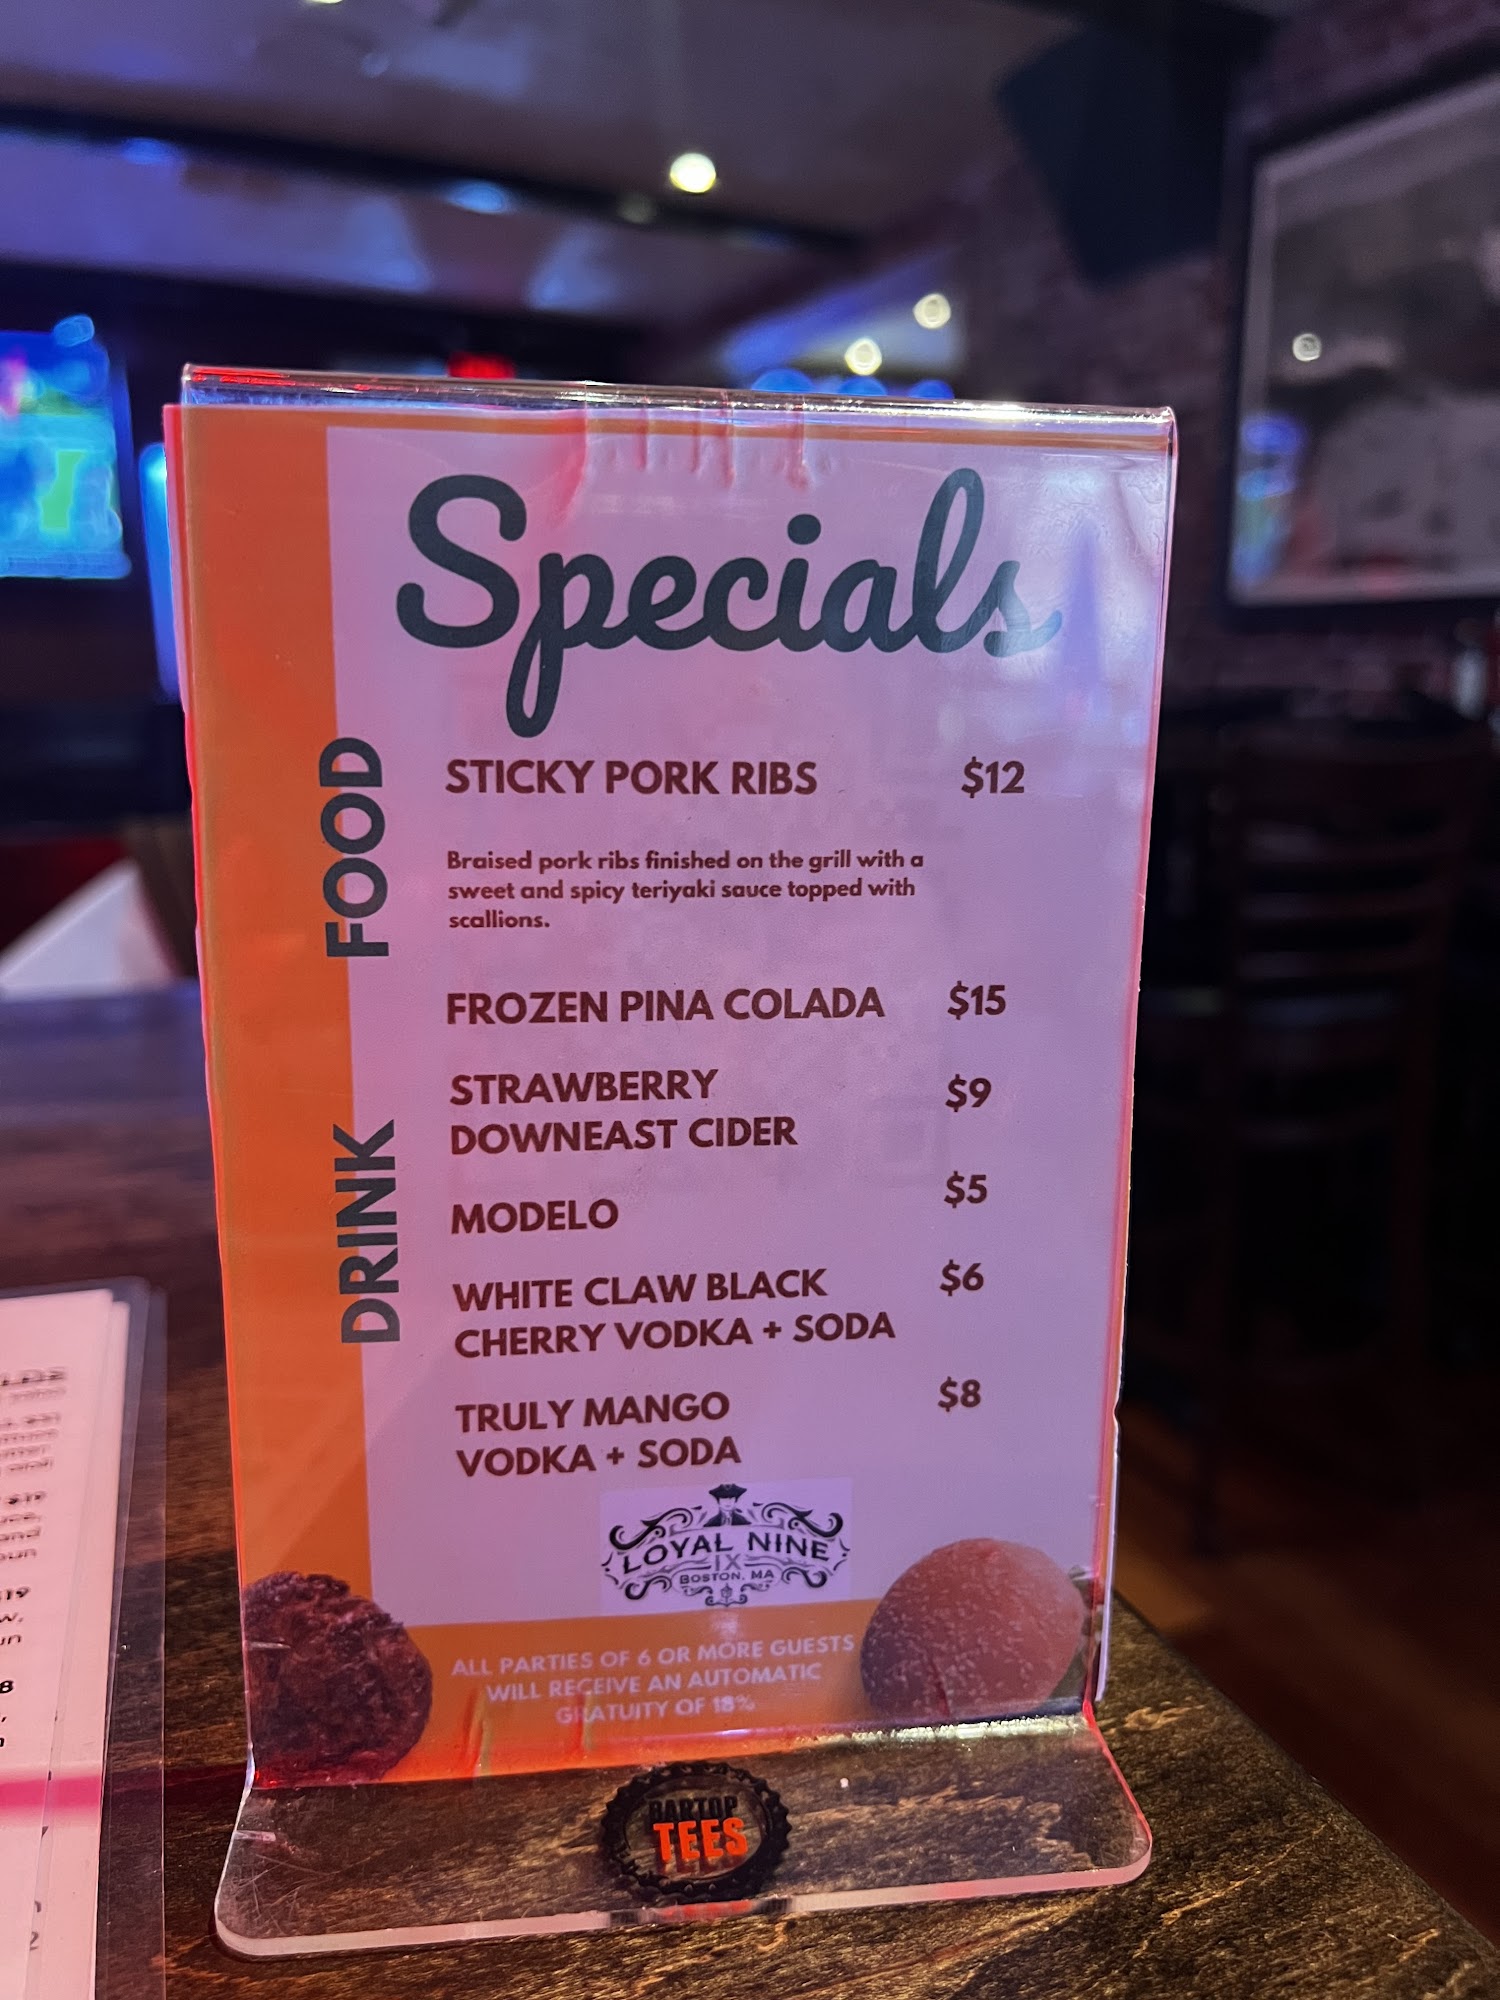 Specials
FOOD
STICKY PORK RIBS $12
Braised pork ribs finished on the grill with a
sweet and spicy teriyaki sauce topped with
scallions.
DRINK
FROZEN PINA COLADA $15
STRAWBERRY $9
DOWNEAST CIDER
MODELO $5
WHITE CLAW BLACK $6
CHERRY VODKA + SODA
TRULY MANGO $8
VODKA + SODA
LOYAL NINE
IX
BOSTON, MA
ALL PARTIES OF 6 OR MORE GUESTS
WILL RECEIVE AN AUTOMATIC
GRATUITY OF 18%
BARTOP
TEES